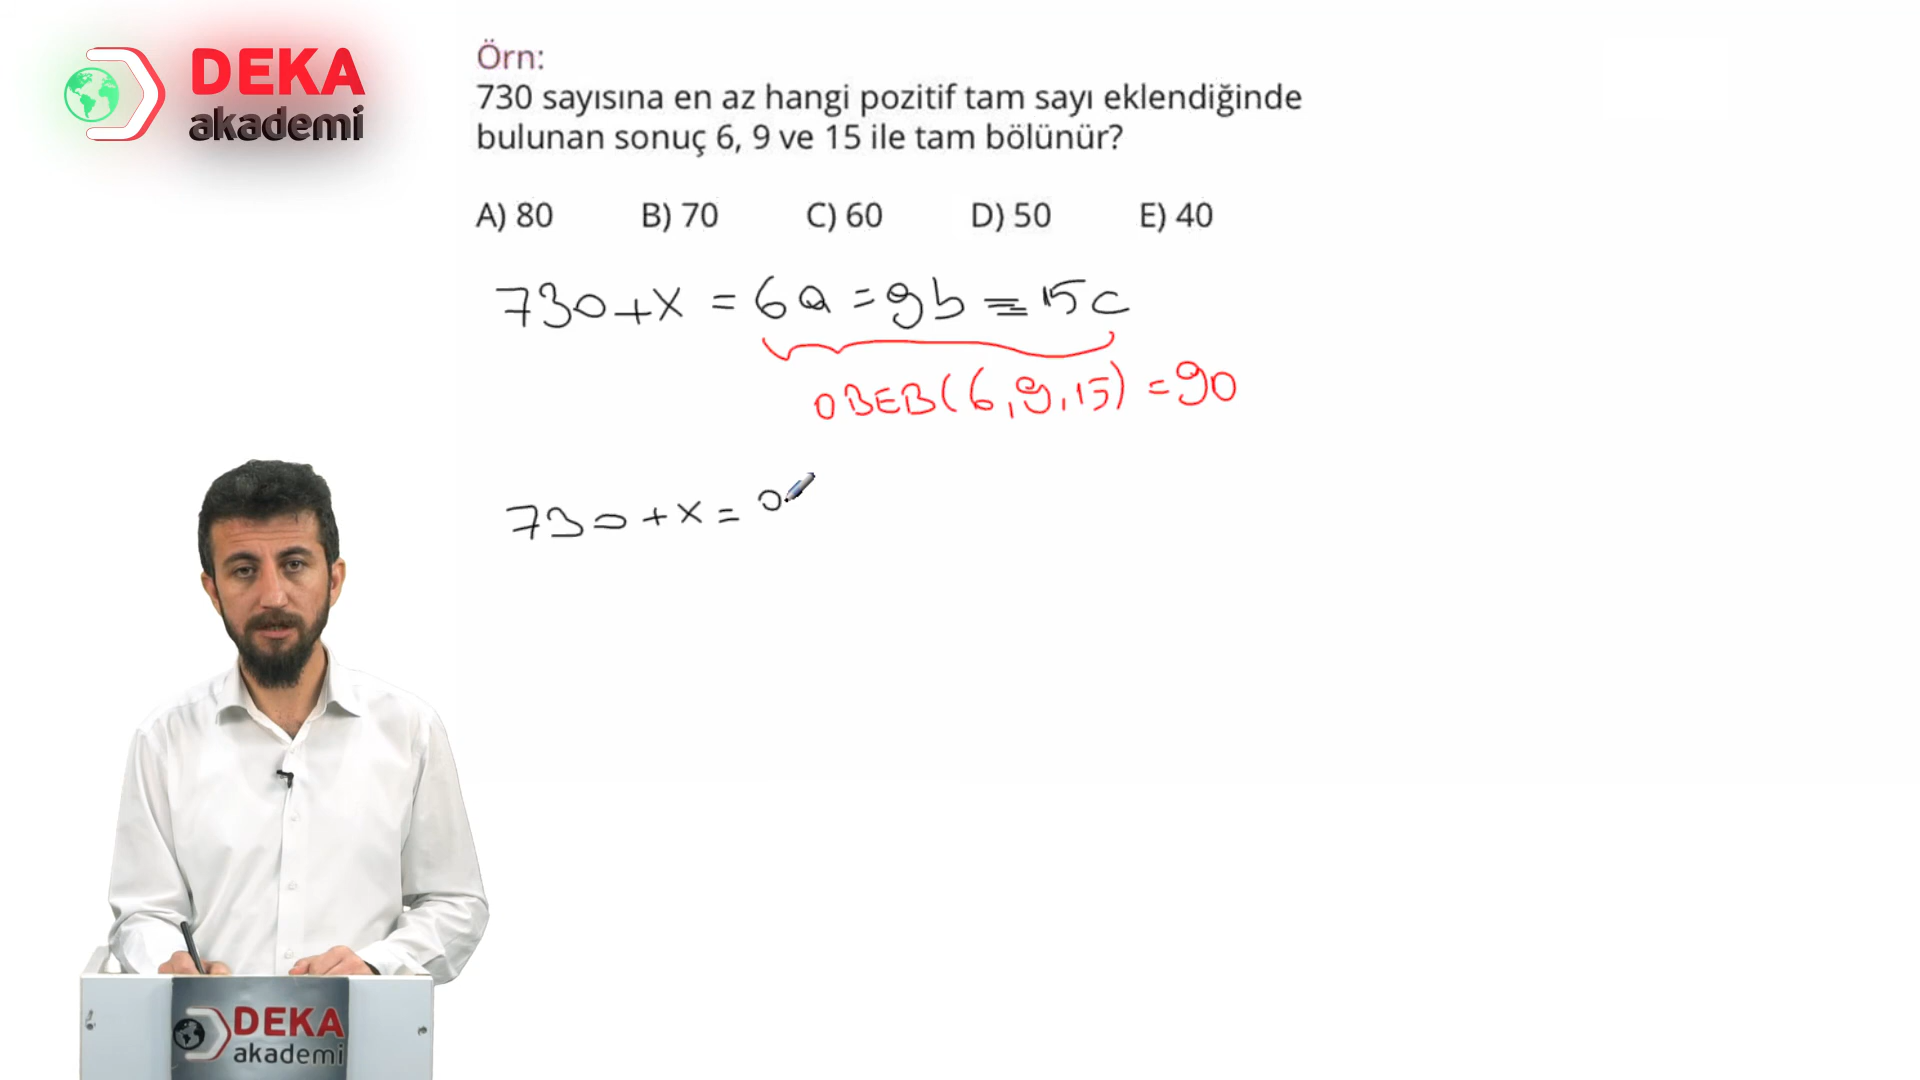 DEKA
akademi
Örn:
730 sayısına en az hangi pozitif tam sayı eklendiğinde
bulunan sonuç 6, 9 ve 15 ile tam bölünür?
A) 80 B) 70 C) 60 D) 50 E) 40
730+x = 6a = 9b = 15c
OBEB(6,9,15) = 90
730+x =
DEKA
akademi